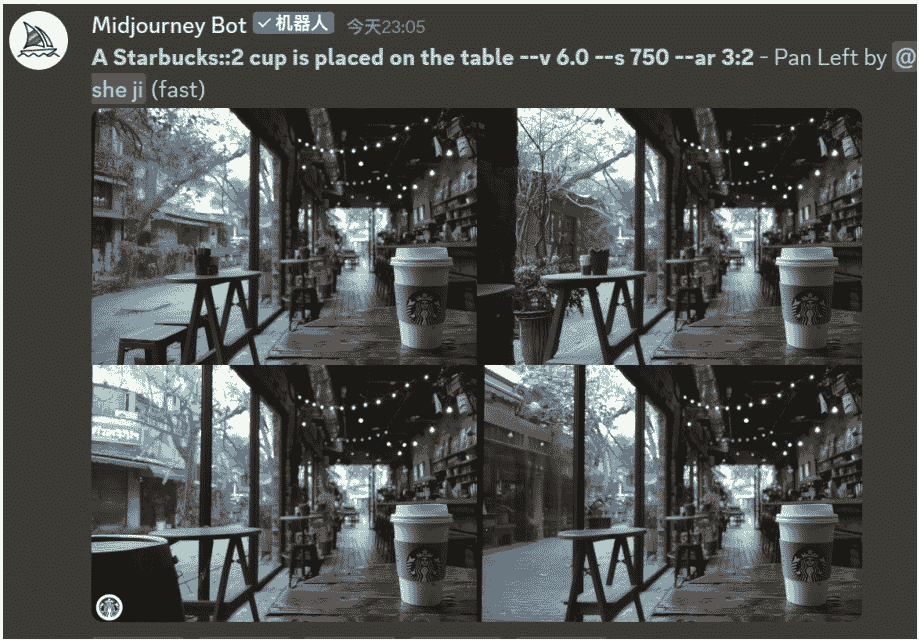 Midjourney Bot ✓机器人 今天23:05
A Starbucks::2 cup is placed on the table --v 6.0 --s 750 --ar 3:2 - Pan Left by @
she ji (fast)